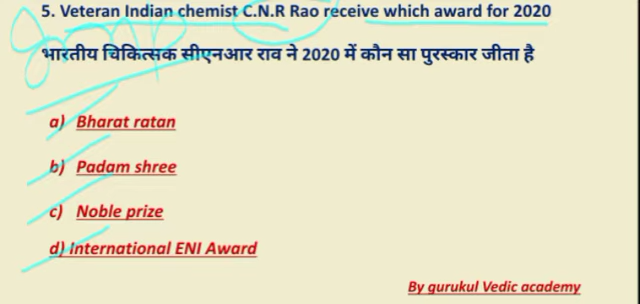 5. Veteran Indian chemist C.N.R Rao receive which award for 2020
भारतीय चिकित्सक सीएनआर राव ने 2020 में कौन सा पुरस्कार जीता है
a) Bharat ratan
b) Padam shree
c) Noble prize
d) International ENI Award
By gurukul Vedic academy